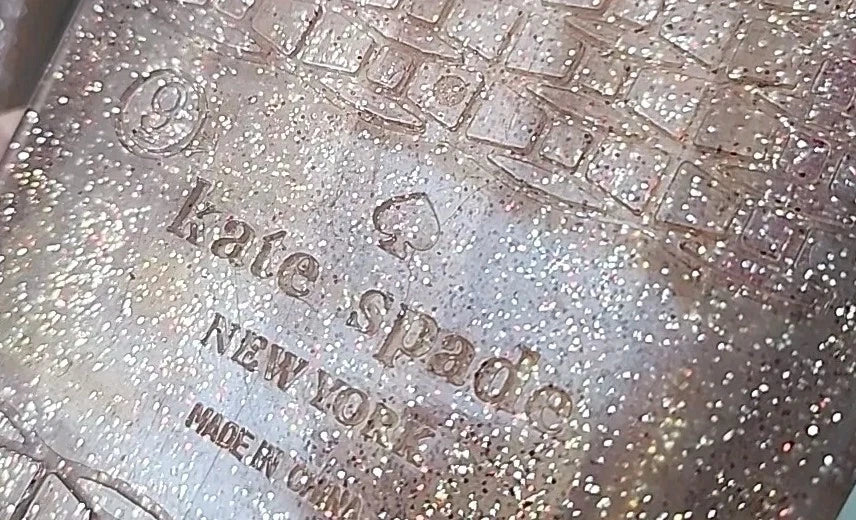 9
kate spade
NEW YORK
MADE IN CHINA